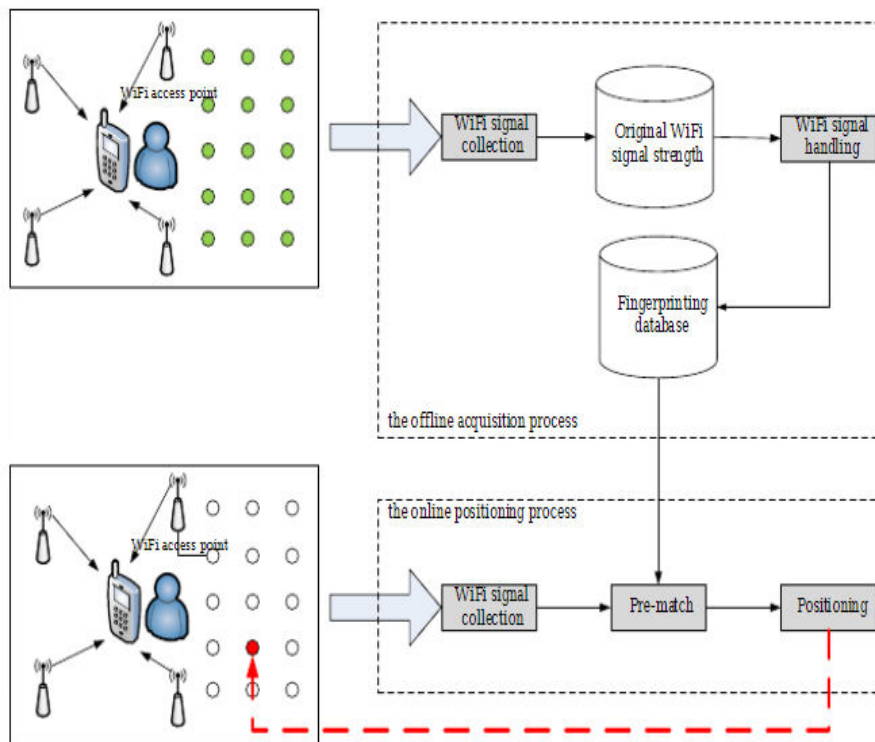 WiFi access point
WiFi signal
collection
Original WiFi
signal strength
WiFi signal
handling
Fingerprinting
database
the offline acquisition process
the online positioning process
WiFi access point
WiFi signal
collection
Pre-match
Positioning